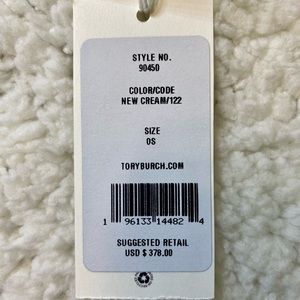 STYLE NO.
90450
COLOR/CODE
NEW CREAM/122
SIZE
OS
TORYBURCH.COM
1 96133 14482 4
SUGGESTED RETAIL
USD $ 378.00